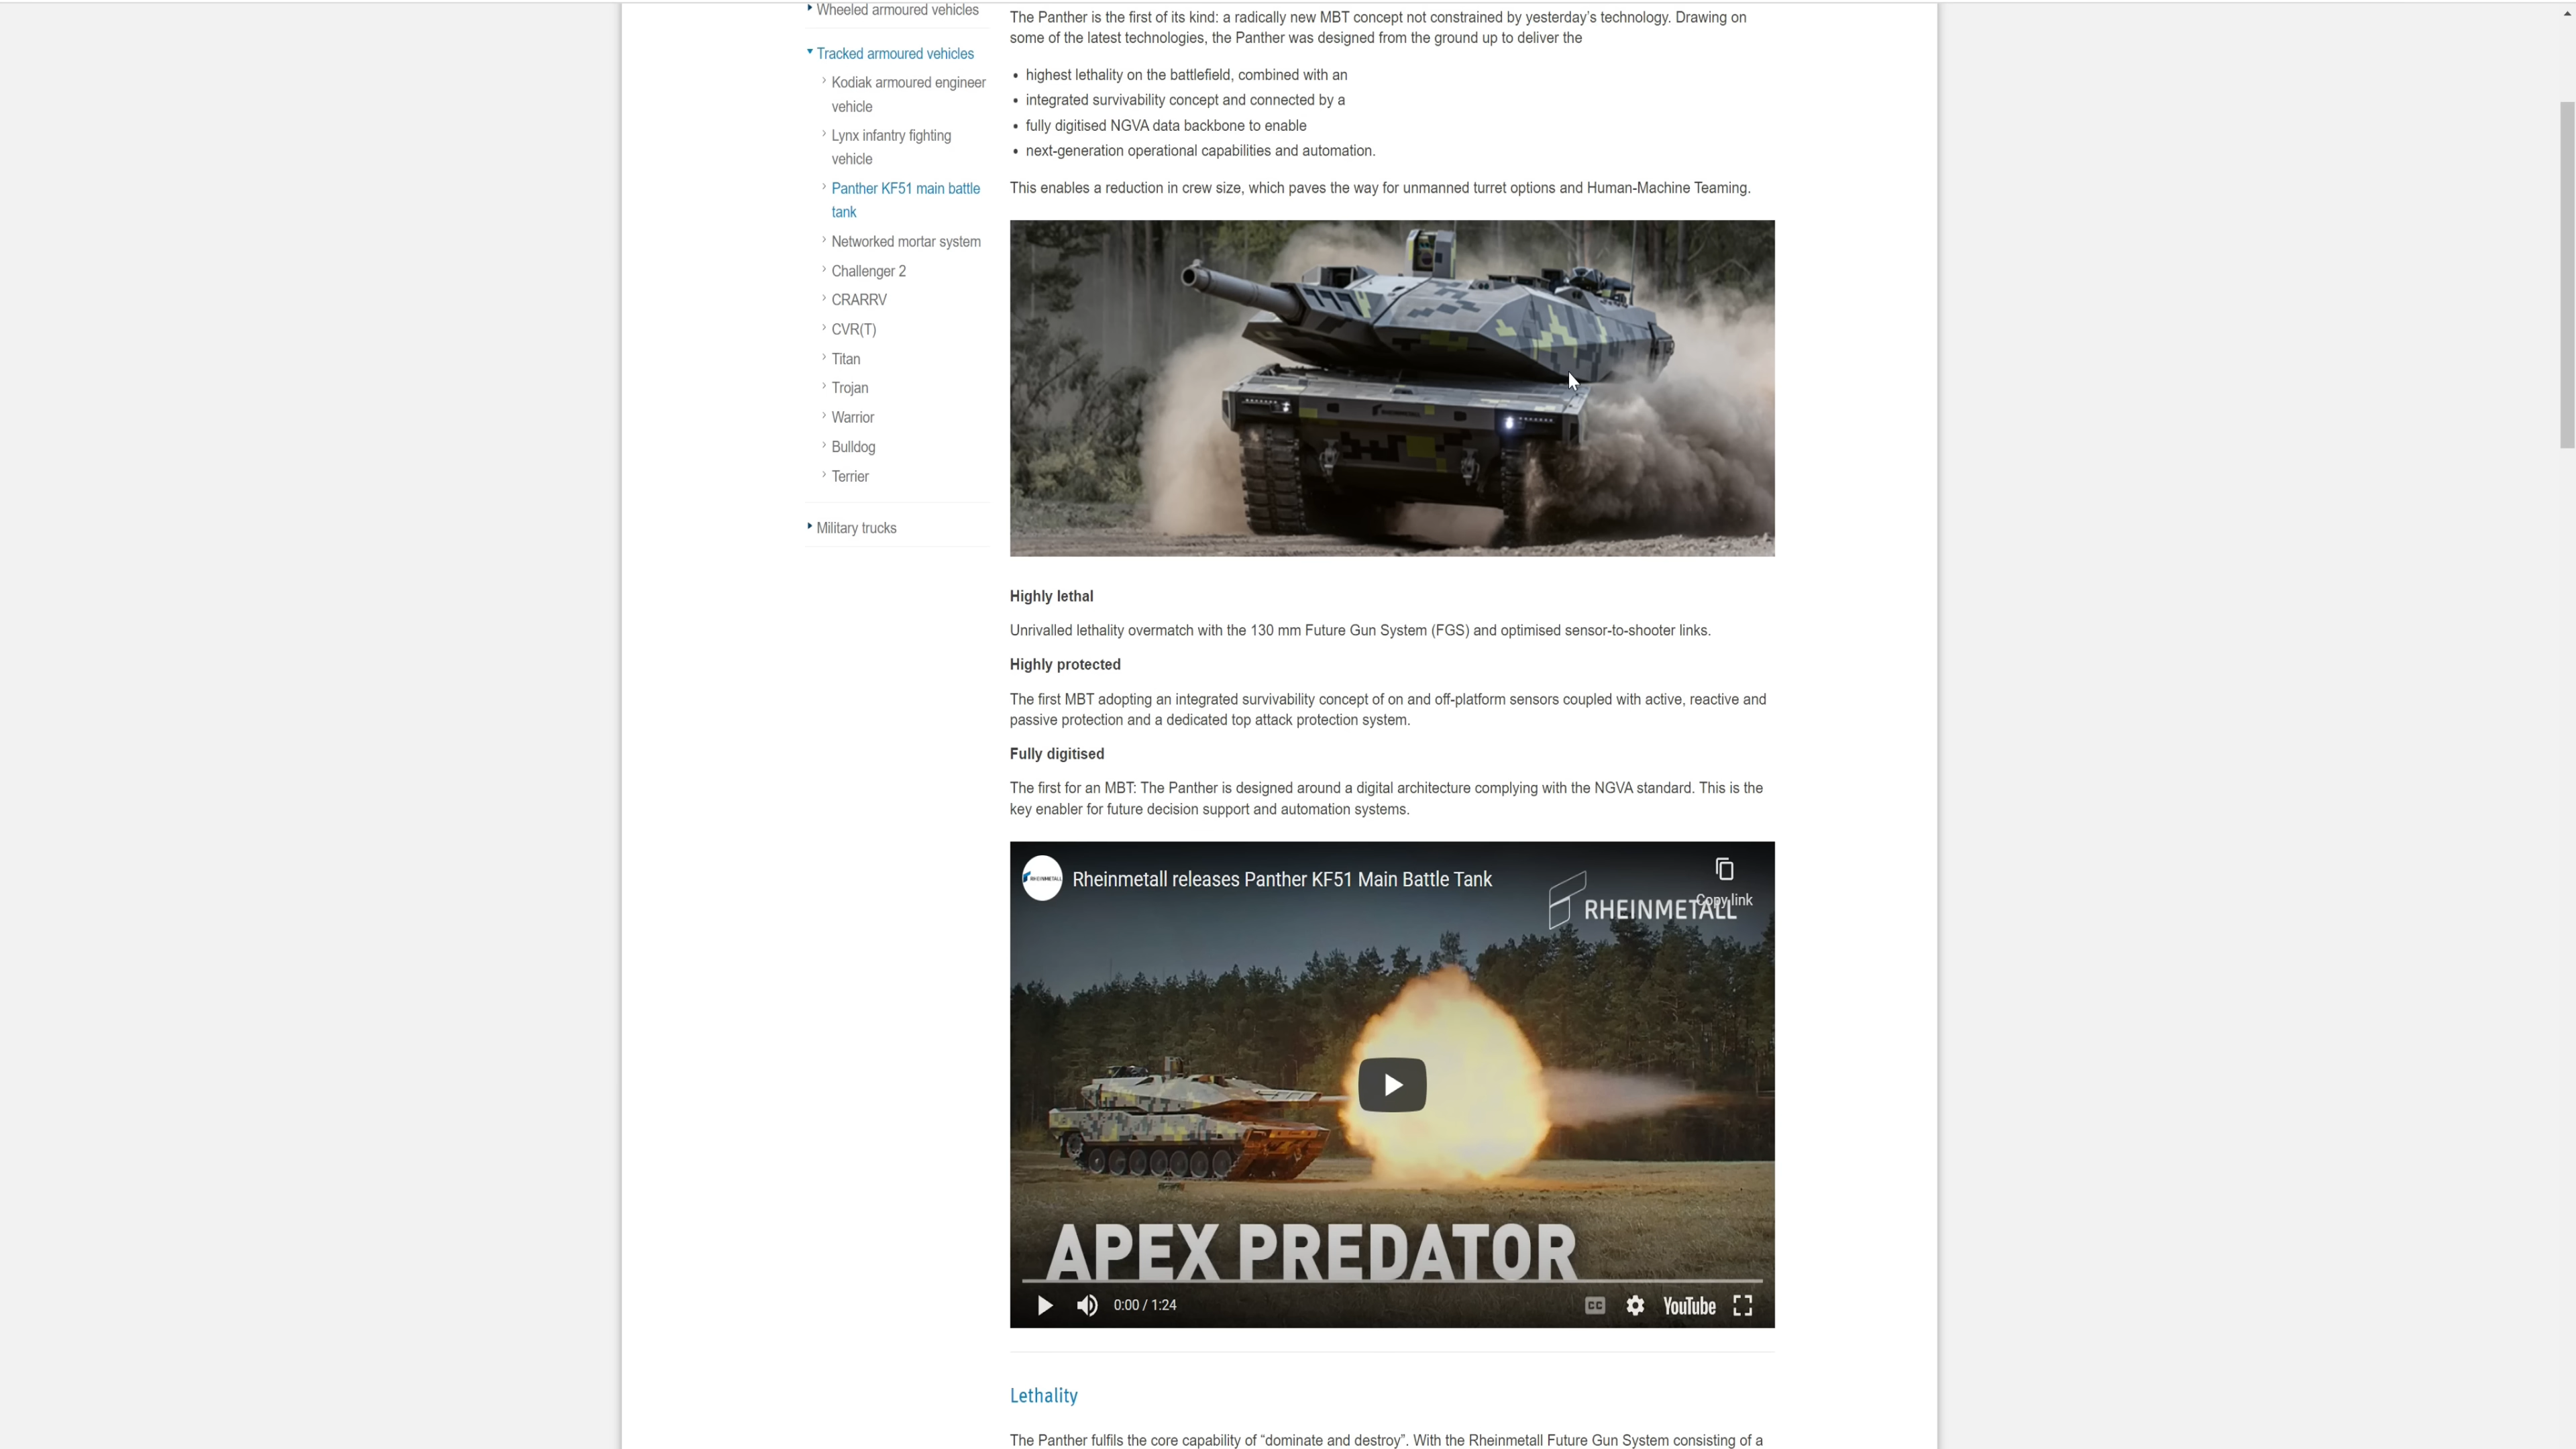 Wheeled armoured vehicles
Tracked armoured vehicles
Kodiak armoured engineer
vehicle
Lynx infantry fighting
vehicle
Panther KF51 main battle
tank
Networked mortar system
Challenger 2
CRARRV
CVR(T)
Titan
Trojan
Warrior
Bulldog
Terrier
Military trucks
The Panther is the first of its kind: a radically new MBT concept not constrained by yesterday’s technology. Drawing on
some of the latest technologies, the Panther was designed from the ground up to deliver the
• highest lethality on the battlefield, combined with an
• integrated survivability concept and connected by a
• fully digitised NGVA data backbone to enable
• next-generation operational capabilities and automation.
This enables a reduction in crew size, which paves the way for unmanned turret options and Human-Machine Teaming.
Highly lethal
Unrivalled lethality overmatch with the 130 mm Future Gun System (FGS) and optimised sensor-to-shooter links.
Highly protected
The first MBT adopting an integrated survivability concept of on and off-platform sensors coupled with active, reactive and
passive protection and a dedicated top attack protection system.
Fully digitised
The first for an MBT: The Panther is designed around a digital architecture complying with the NGVA standard. This is the
key enabler for future decision support and automation systems.
RHEINMETALL
Rheinmetall releases Panther KF51 Main Battle Tank
Copy link
RHEINMETALL
APEX PREDATOR
0:00 / 1:24
CC
YouTube
Lethality
The Panther fulfils the core capability of “dominate and destroy”. With the Rheinmetall Future Gun System consisting of a